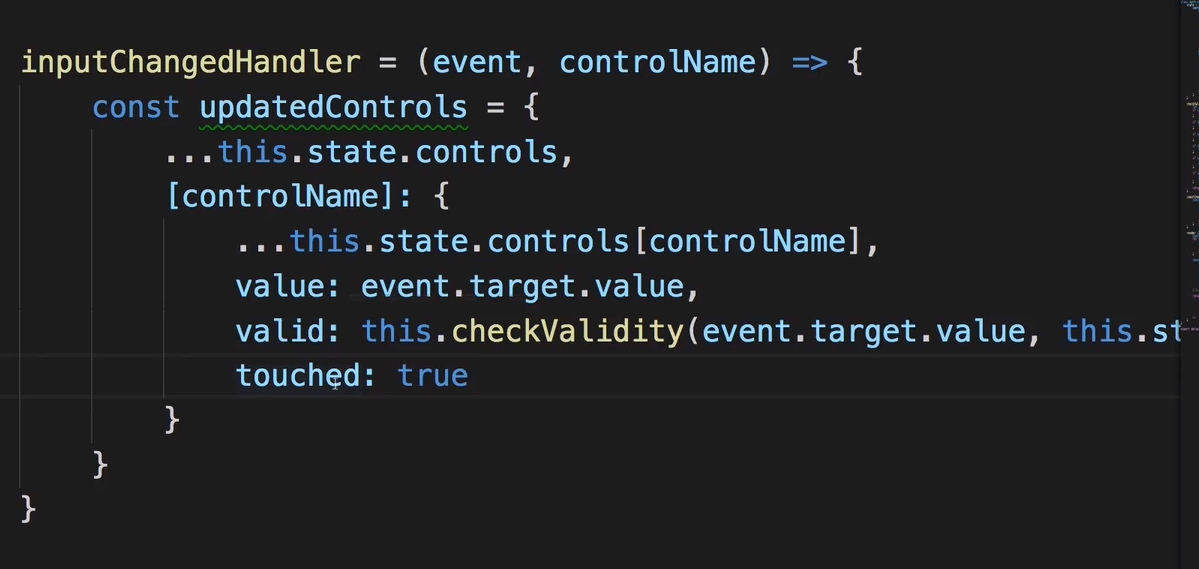 inputChangedHandler = (event, controlName) => {
const updatedControls = {
...this.state.controls,
[controlName]: {
...this.state.controls[controlName],
value: event.target.value,
valid: this.checkValidity(event.target.value, this.st
touched: true
}
}
}